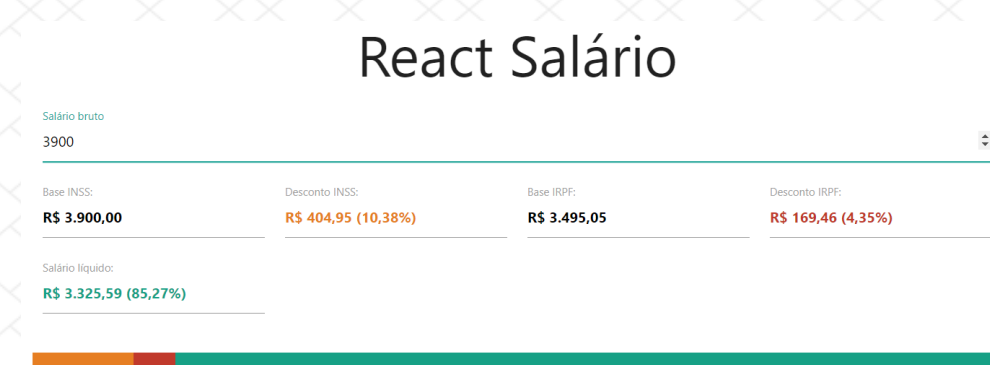 React Salário
Salário bruto
3900
Base INSS: Desconto INSS: Base IRPF: Desconto IRPF:
R$ 3.900,00 R$ 404,95 (10,38%) R$ 3.495,05 R$ 169,46 (4,35%)
Salário líquido:
R$ 3.325,59 (85,27%)